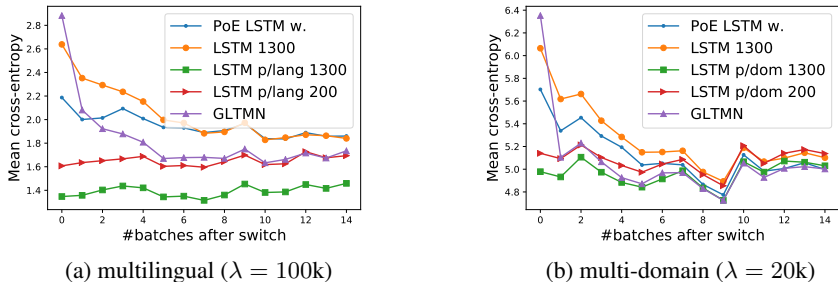 2.8
2.6
2.4
2.2
2.0
1.8
1.6
1.4
Mean cross-entropy
PoE LSTM w.
LSTM 1300
LSTM p/lang 1300
LSTM p/lang 200
GLTMN
0 2 4 6 8 10 12 14
#batches after switch
(a) multilingual (λ = 100k)
6.4
6.2
6.0
5.8
5.6
5.4
5.2
5.0
4.8
Mean cross-entropy
PoE LSTM w.
LSTM 1300
LSTM p/dom 1300
LSTM p/dom 200
GLTMN
0 2 4 6 8 10 12 14
#batches after switch
(b) multi-domain (λ = 20k)